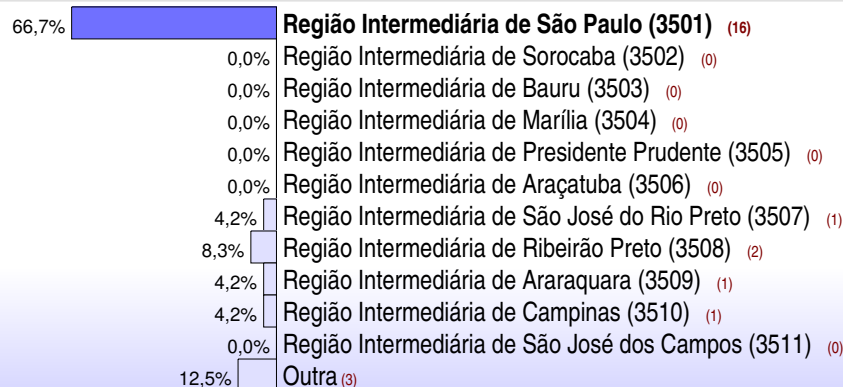 66,7% Região Intermediária de São Paulo (3501) (16)
0,0% Região Intermediária de Sorocaba (3502) (0)
0,0% Região Intermediária de Bauru (3503) (0)
0,0% Região Intermediária de Marília (3504) (0)
0,0% Região Intermediária de Presidente Prudente (3505) (0)
0,0% Região Intermediária de Araçatuba (3506) (0)
4,2% Região Intermediária de São José do Rio Preto (3507) (1)
8,3% Região Intermediária de Ribeirão Preto (3508) (2)
4,2% Região Intermediária de Araraquara (3509) (1)
4,2% Região Intermediária de Campinas (3510) (1)
0,0% Região Intermediária de São José dos Campos (3511) (0)
12,5% Outra (3)